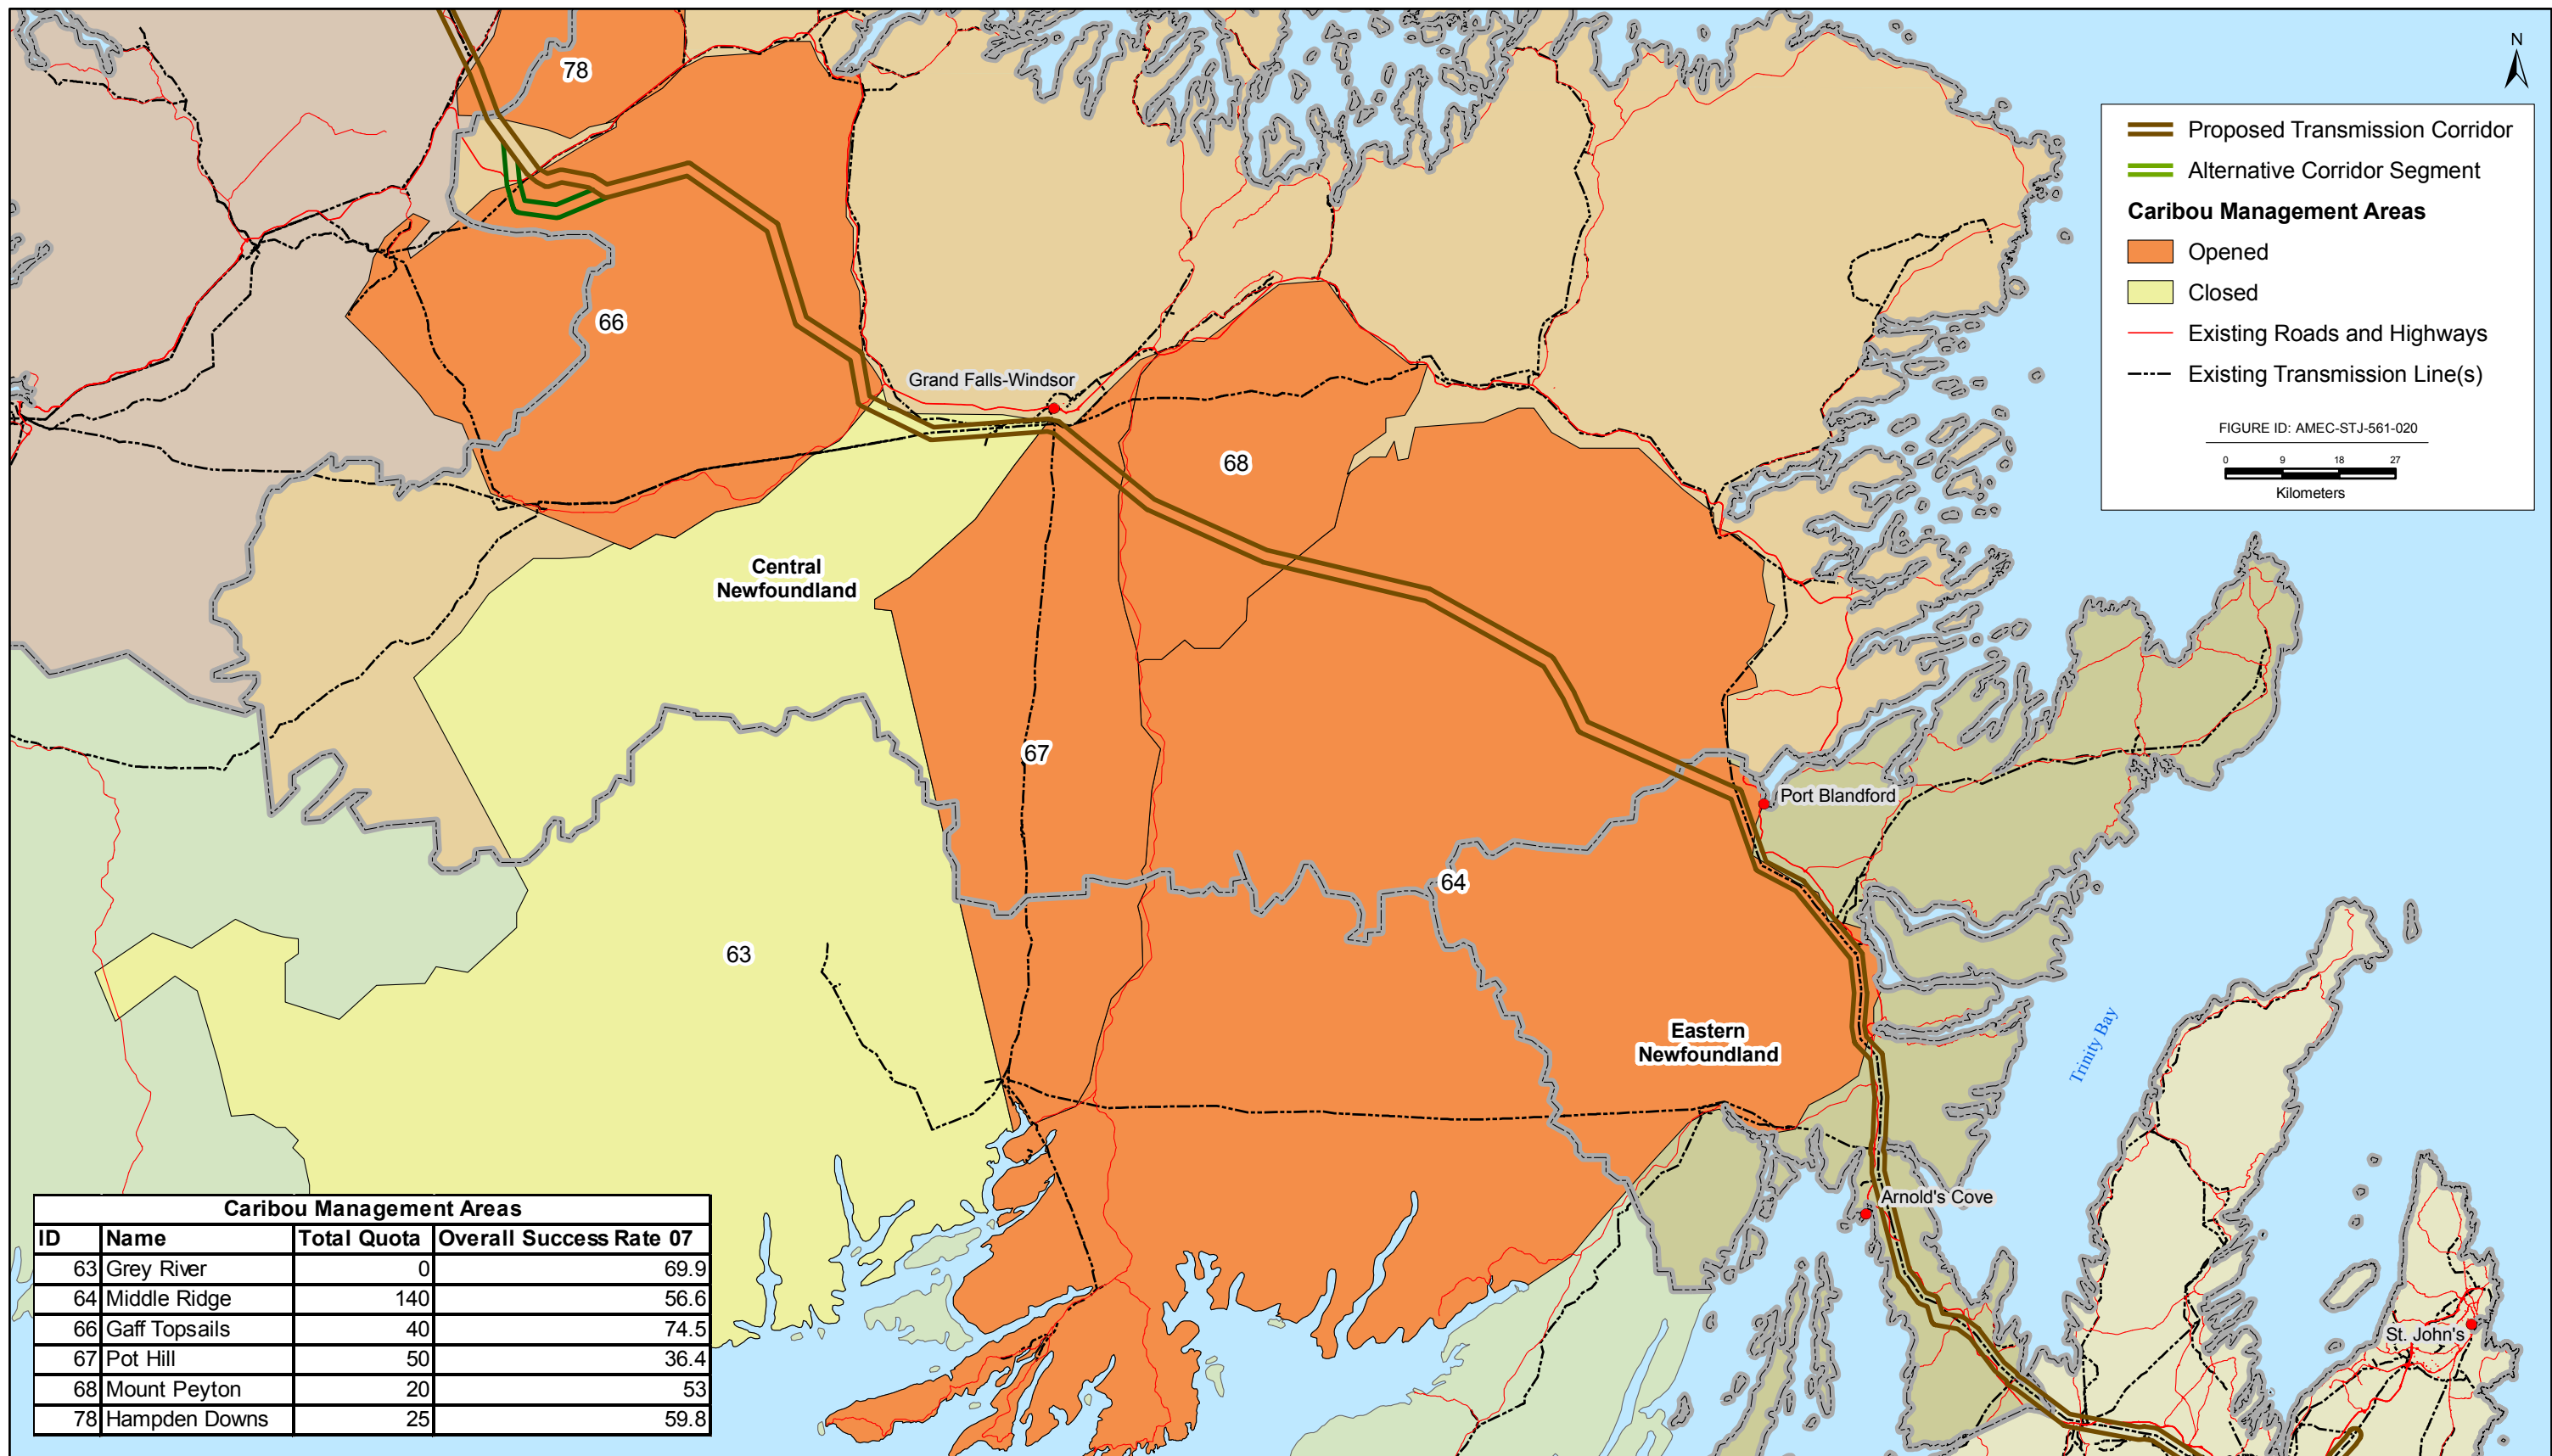 N
Proposed Transmission Corridor
Alternative Corridor Segment
Caribou Management Areas
Opened
Closed
Existing Roads and Highways
Existing Transmission Line(s)
FIGURE ID: AMEC-STJ-561-020
0 9 18 27
Kilometers
78
66
Grand Falls-Windsor
68
Central
Newfoundland
67
Port Blandford
64
63
Eastern
Newfoundland
Trinity Bay
Arnold's Cove
St. John's
Caribou Management Areas
ID Name Total Quota Overall Success Rate 07
63 Grey River 0 69.9
64 Middle Ridge 140 56.6
66 Gaff Topsails 40 74.5
67 Pot Hill 50 36.4
68 Mount Peyton 20 53
78 Hampden Downs 25 59.8